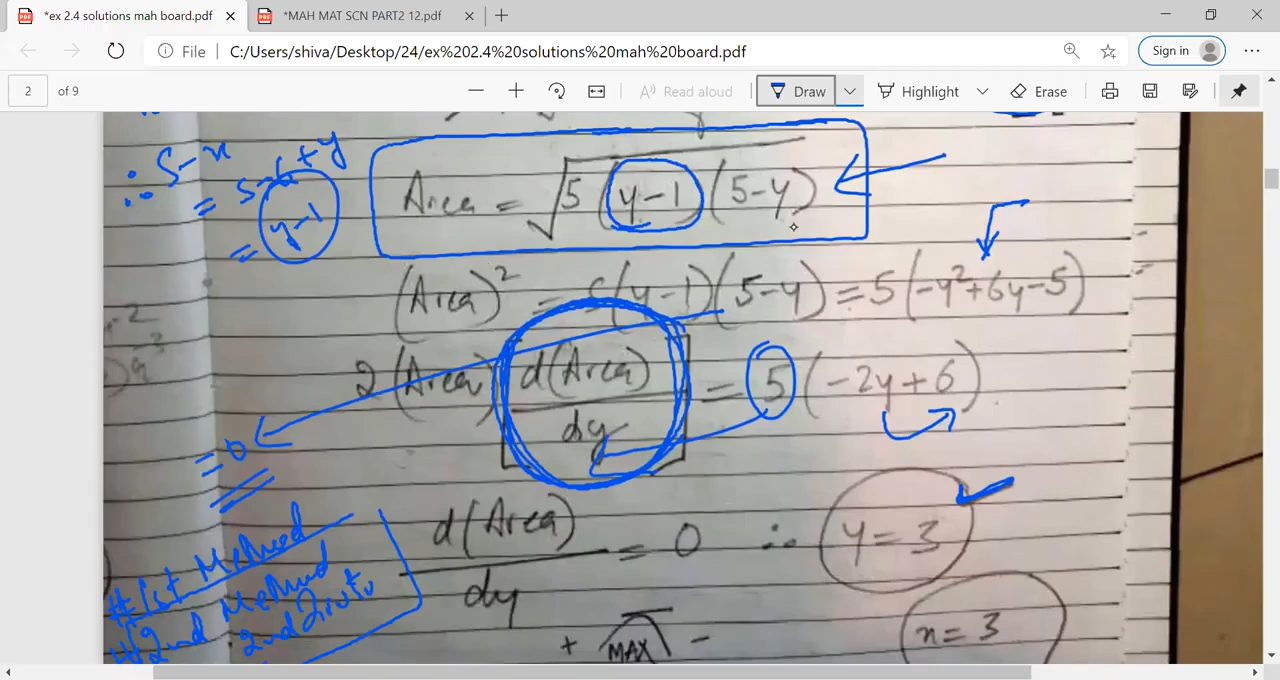 *ex 2.4 solutions mah board.pdf
*MAH MAT SCN PART2 12.pdf
File C:/Users/shiva/Desktop/24/ex%202.4%20solutions%20mah%20board.pdf
Sign in
2 of 9
Read aloud
Draw
Highlight
Erase
∴ 5-x
= 5-6+y
= y-1
Area = √5 (y-1)(5-y)
(Area)² = 5(y-1)(5-y) = 5(-y²+6y-5)
2(Area) d(Area)/dy = 5(-2y+6)
= 0
d(Area)/dy = 0 ∴ y=3
#1st Method
#2nd Method
+ MAX -
x=3